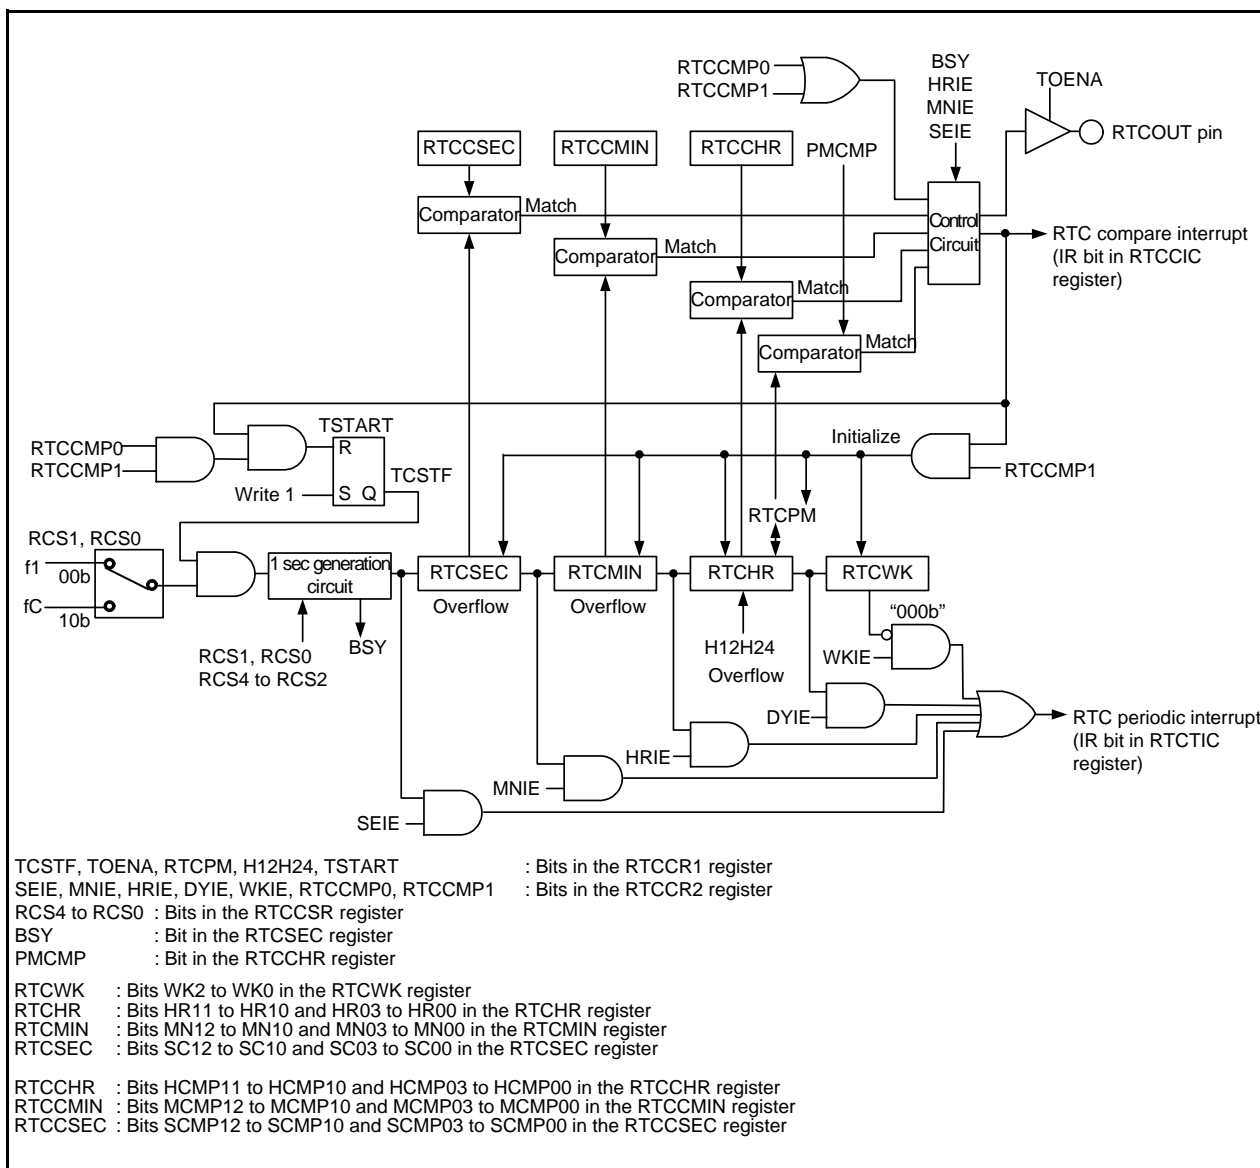 RTCCMP0
RTCCMP1
BSY
HRIE
MNIE
SEIE
TOENA
RTCOUT pin
RTCCSEC
RTCCMIN
RTCCHR
PMCMP
Comparator
Match
Control
Circuit
Comparator
Match
RTC compare interrupt
(IR bit in RTCCIC
register)
Comparator
Match
Comparator
Match
TSTART
RTCCMP0
RTCCMP1
R
S Q
TCSTF
Write 1
Initialize
RTCCMP1
RTCPM
RCS1, RCS0
f1
00b
fC
10b
1 sec generation
circuit
RTCSEC
RTCMIN
RTCHR
RTCWK
Overflow
Overflow
"000b"
RCS1, RCS0
RCS4 to RCS2
BSY
H12H24
Overflow
WKIE
DYIE
HRIE
MNIE
SEIE
RTC periodic interrupt
(IR bit in RTCTIC
register)
TCSTF, TOENA, RTCPM, H12H24, TSTART : Bits in the RTCCR1 register
SEIE, MNIE, HRIE, DYIE, WKIE, RTCCMP0, RTCCMP1 : Bits in the RTCCR2 register
RCS4 to RCS0 : Bits in the RTCCSR register
BSY : Bit in the RTCSEC register
PMCMP : Bit in the RTCCHR register
RTCWK : Bits WK2 to WK0 in the RTCWK register
RTCHR : Bits HR11 to HR10 and HR03 to HR00 in the RTCHR register
RTCMIN : Bits MN12 to MN10 and MN03 to MN00 in the RTCMIN register
RTCSEC : Bits SC12 to SC10 and SC03 to SC00 in the RTCSEC register
RTCCHR : Bits HCMP11 to HCMP10 and HCMP03 to HCMP00 in the RTCCHR register
RTCCMIN : Bits MCMP12 to MCMP10 and MCMP03 to MCMP00 in the RTCCMIN register
RTCCSEC : Bits SCMP12 to SCMP10 and SCMP03 to SCMP00 in the RTCCSEC register